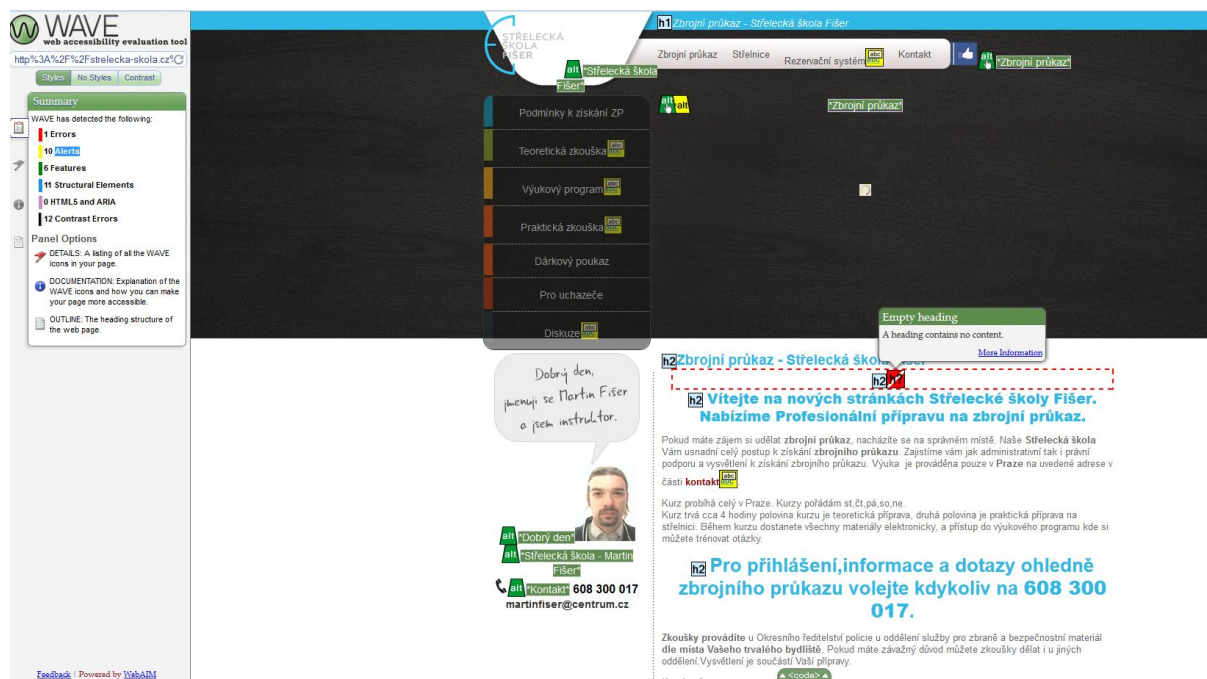 WAVE
web accessibility evaluation tool
http%3A%2F%2Fstrelecka-skola.cz%
Styles No Styles Contrast
Summary
WAVE has detected the following:
1 Errors
10 Alerts
6 Features
11 Structural Elements
0 HTML5 and ARIA
12 Contrast Errors
Panel Options
DETAILS: A listing of all the WAVE
icons in your page.
DOCUMENTATION: Explanation of the
WAVE icons and how you can make
your page more accessible.
OUTLINE: The heading structure of
the web page.
Feedback | Powered by WebAIM
h1 Zbrojní průkaz - Střelecká škola Fišer
STŘELECKÁ
ŠKOLA
FIŠER
alt *Střelecká škola
Fišer*
Zbrojní průkaz Střelnice Rezervační systém abc Kontakt alt *Zbrojní průkaz*
alt alt *Zbrojní průkaz*
Podmínky k získání ZP
Teoretická zkouška abc
Výukový program abc
Praktická zkouška abc
Dárkový poukaz
Pro uchazeče
Diskuze abc
Empty heading
A heading contains no content.
More Information
Dobrý den,
jmenuji se Martin Fišer
a jsem instruktor.
alt *Dobrý den*
alt *Střelecká škola - Martin
Fišer*
alt *Kontakt* 608 300 017
martinfiser@centrum.cz
h2 Zbrojní průkaz - Střelecká škola Fišer
h2 h?
h2 Vítejte na nových stránkách Střelecké školy Fišer.
Nabízíme Profesionální přípravu na zbrojní průkaz.
Pokud máte zájem si udělat zbrojní průkaz, nacházíte se na správném místě. Naše Střelecká škola
Vám usnadní celý postup k získání zbrojního průkazu. Zajistíme vám jak administrativní tak i právní
podporu a vysvětlení k získání zbrojního průkazu. Výuka je prováděna pouze v Praze na uvedené adrese v
části kontakt abc
Kurz probíhá celý v Praze. Kurzy pořádám st,čt,pá,so,ne.
Kurz trvá cca 4 hodiny polovina kurzu je teoretická příprava, druhá polovina je praktická příprava na
střelnici. Během kurzu dostanete všechny materiály elektronicky, a přístup do výukového programu kde si
můžete trénovat otázky.
h2 Pro přihlášení,informace a dotazy ohledně
zbrojního průkazu volejte kdykoliv na 608 300
017.
Zkoušky provádíte u Okresního ředitelství policie u oddělení služby pro zbraně a bezpečnostní materiál
dle místa Vašeho trvalého bydliště. Pokud máte závažný důvod můžete zkoušky dělat i u jiných
oddělení.Vysvětlení je součástí Vaší přípravy.
<code>